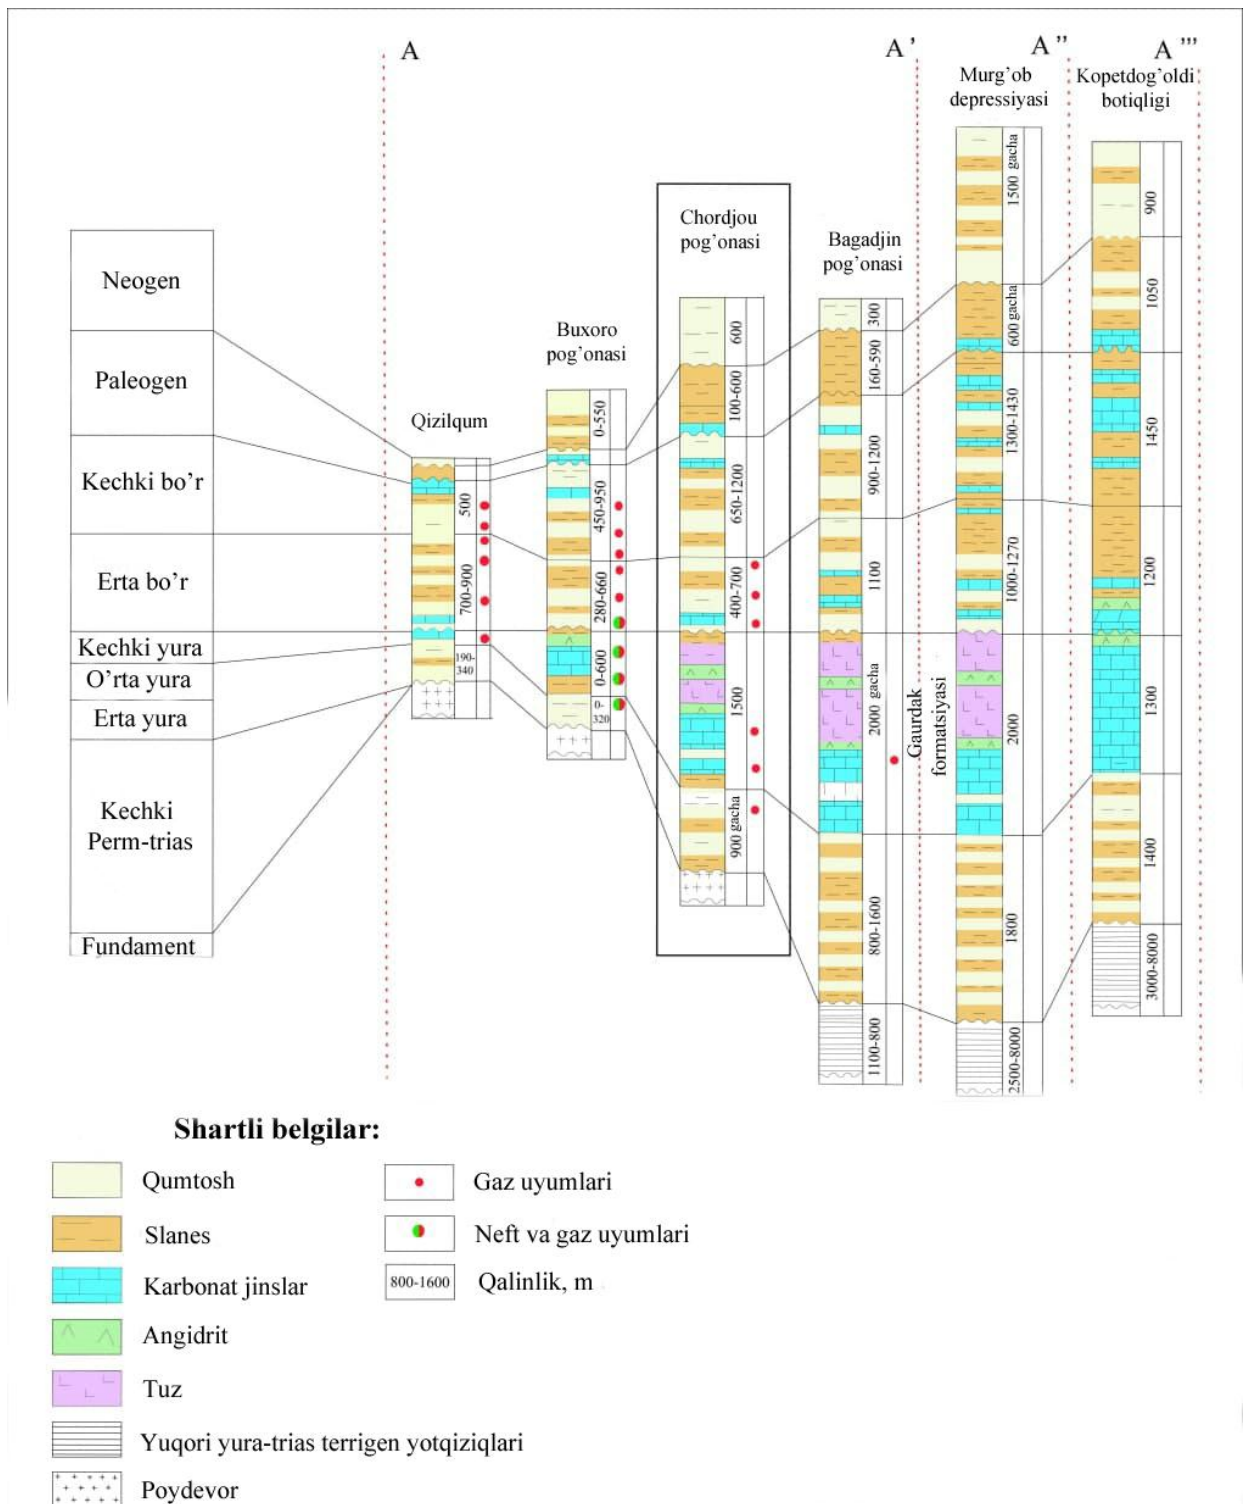 A
A'
A''
A'''
Murg'ob
depressiyasi
Kopetdog'oldi
botiqligi
Chordjou
pog'onasi
Bagadjin
pog'onasi
Buxoro
pog'onasi
Qizilqum
Neogen
Paleogen
Kechki bo'r
Erta bo'r
Kechki yura
O'rta yura
Erta yura
Kechki
Perm-trias
Fundament
500
700-900
190-
340
0-550
450-950
280-660
0-600
0-
320
600
100-600
650-1200
400-700
1500
900 gacha
300
160-590
900-1200
1100
2000 gacha
800-1600
1100-800
Gaurdak
formatsiyasi
1500 gacha
600 gacha
1300-1430
1000-1270
2000
1800
2500-8000
900
1050
1450
1200
1300
1400
3000-8000
Shartli belgilar:
Qumtosh
Slanes
Karbonat jinslar
Angidrit
Tuz
Yuqori yura-trias terrigen yotqiziqlari
Poydevor
Gaz uyumlari
Neft va gaz uyumlari
800-1600
Qalinlik, m